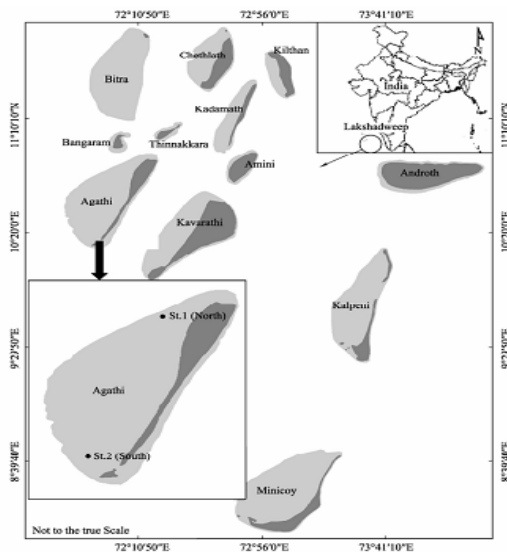 72°10'50"E 72°56'0"E 73°41'10"E
Chethlath
Kilthan
Bitra
N
India
Kadamath
11°10'10"N
Lakshadweep
Bangaram
Thinnakkara
Amini
Androth
Agathi
Kavarathi
10°20'0"E
Kalpeni
St.1 (North)
9°23'50"E
Agathi
St.2 (South)
8°39'40"E
Minicoy
Not to the true Scale
72°10'50"E 72°56'0"E 73°41'10"E